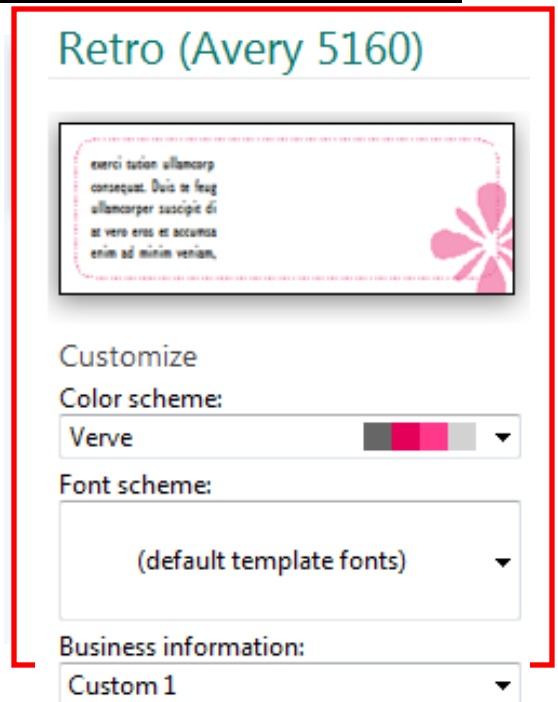 Retro (Avery 5160)
exerci tution ullamcorp
consequat. Duis te feug
ullamcorper suscipit di
at vero eros et accumsa
enim ad minim veniam,
Customize
Color scheme:
Verve
Font scheme:
(default template fonts)
Business information:
Custom 1